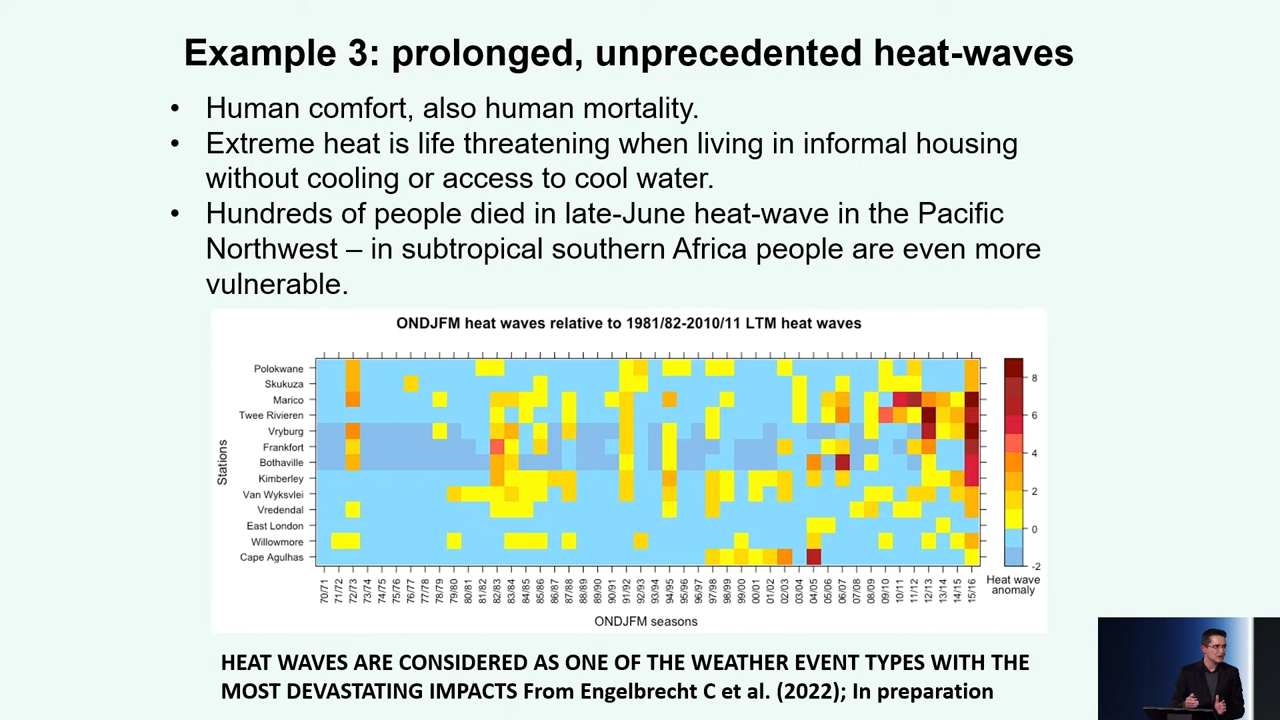 Example 3: prolonged, unprecedented heat-waves
• Human comfort, also human mortality.
• Extreme heat is life threatening when living in informal housing
without cooling or access to cool water.
• Hundreds of people died in late-June heat-wave in the Pacific
Northwest – in subtropical southern Africa people are even more
vulnerable.
ONDJFM heat waves relative to 1981/82-2010/11 LTM heat waves
Stations
Polokwane
Skukuza
Marico
Twee Rivieren
Vryburg
Frankfort
Bothaville
Kimberley
Van Wyksvlei
Vredendal
East London
Willowmore
Cape Agulhas
70/71 71/72 72/73 73/74 74/75 75/76 76/77 77/78 78/79 79/80 80/81 81/82 82/83 83/84 84/85 85/86 86/87 87/88 88/89 89/90 90/91 91/92 92/93 93/94 94/95 95/96 96/97 97/98 98/99 99/00 00/01 01/02 02/03 03/04 04/05 05/06 06/07 07/08 08/09 09/10 10/11 11/12 12/13 13/14 14/15 15/16
ONDJFM seasons
8
6
4
2
0
-2
Heat wave
anomaly
HEAT WAVES ARE CONSIDERED AS ONE OF THE WEATHER EVENT TYPES WITH THE
MOST DEVASTATING IMPACTS From Engelbrecht C et al. (2022); In preparation